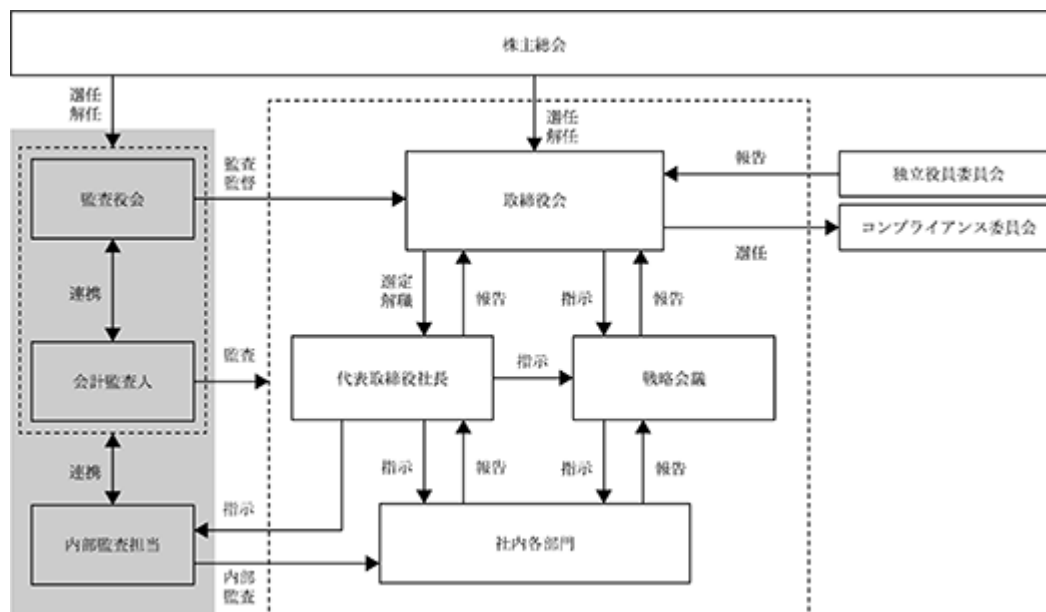 株主総会
選任
解任
選任
解任
監査役会
監査
監督
取締役会
報告
独立役員委員会
コンプライアンス委員会
選任
連携
選定
解職
報告
指示
報告
会計監査人
監査
代表取締役社長
指示
戦略会議
連携
指示
報告
指示
報告
指示
内部監査担当
社内各部門
内部
監査